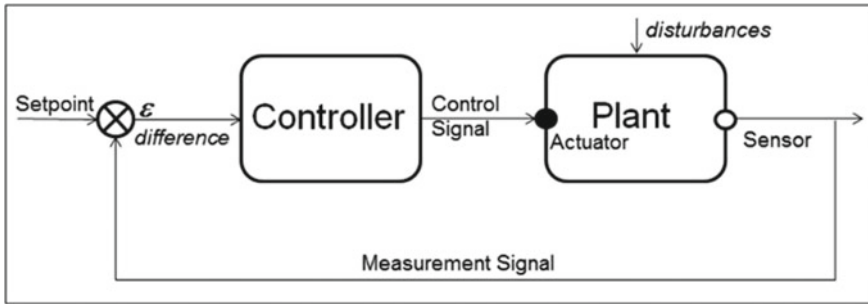 disturbances
Setpoint
ε
difference
Controller
Control
Signal
Actuator
Plant
Sensor
Measurement Signal